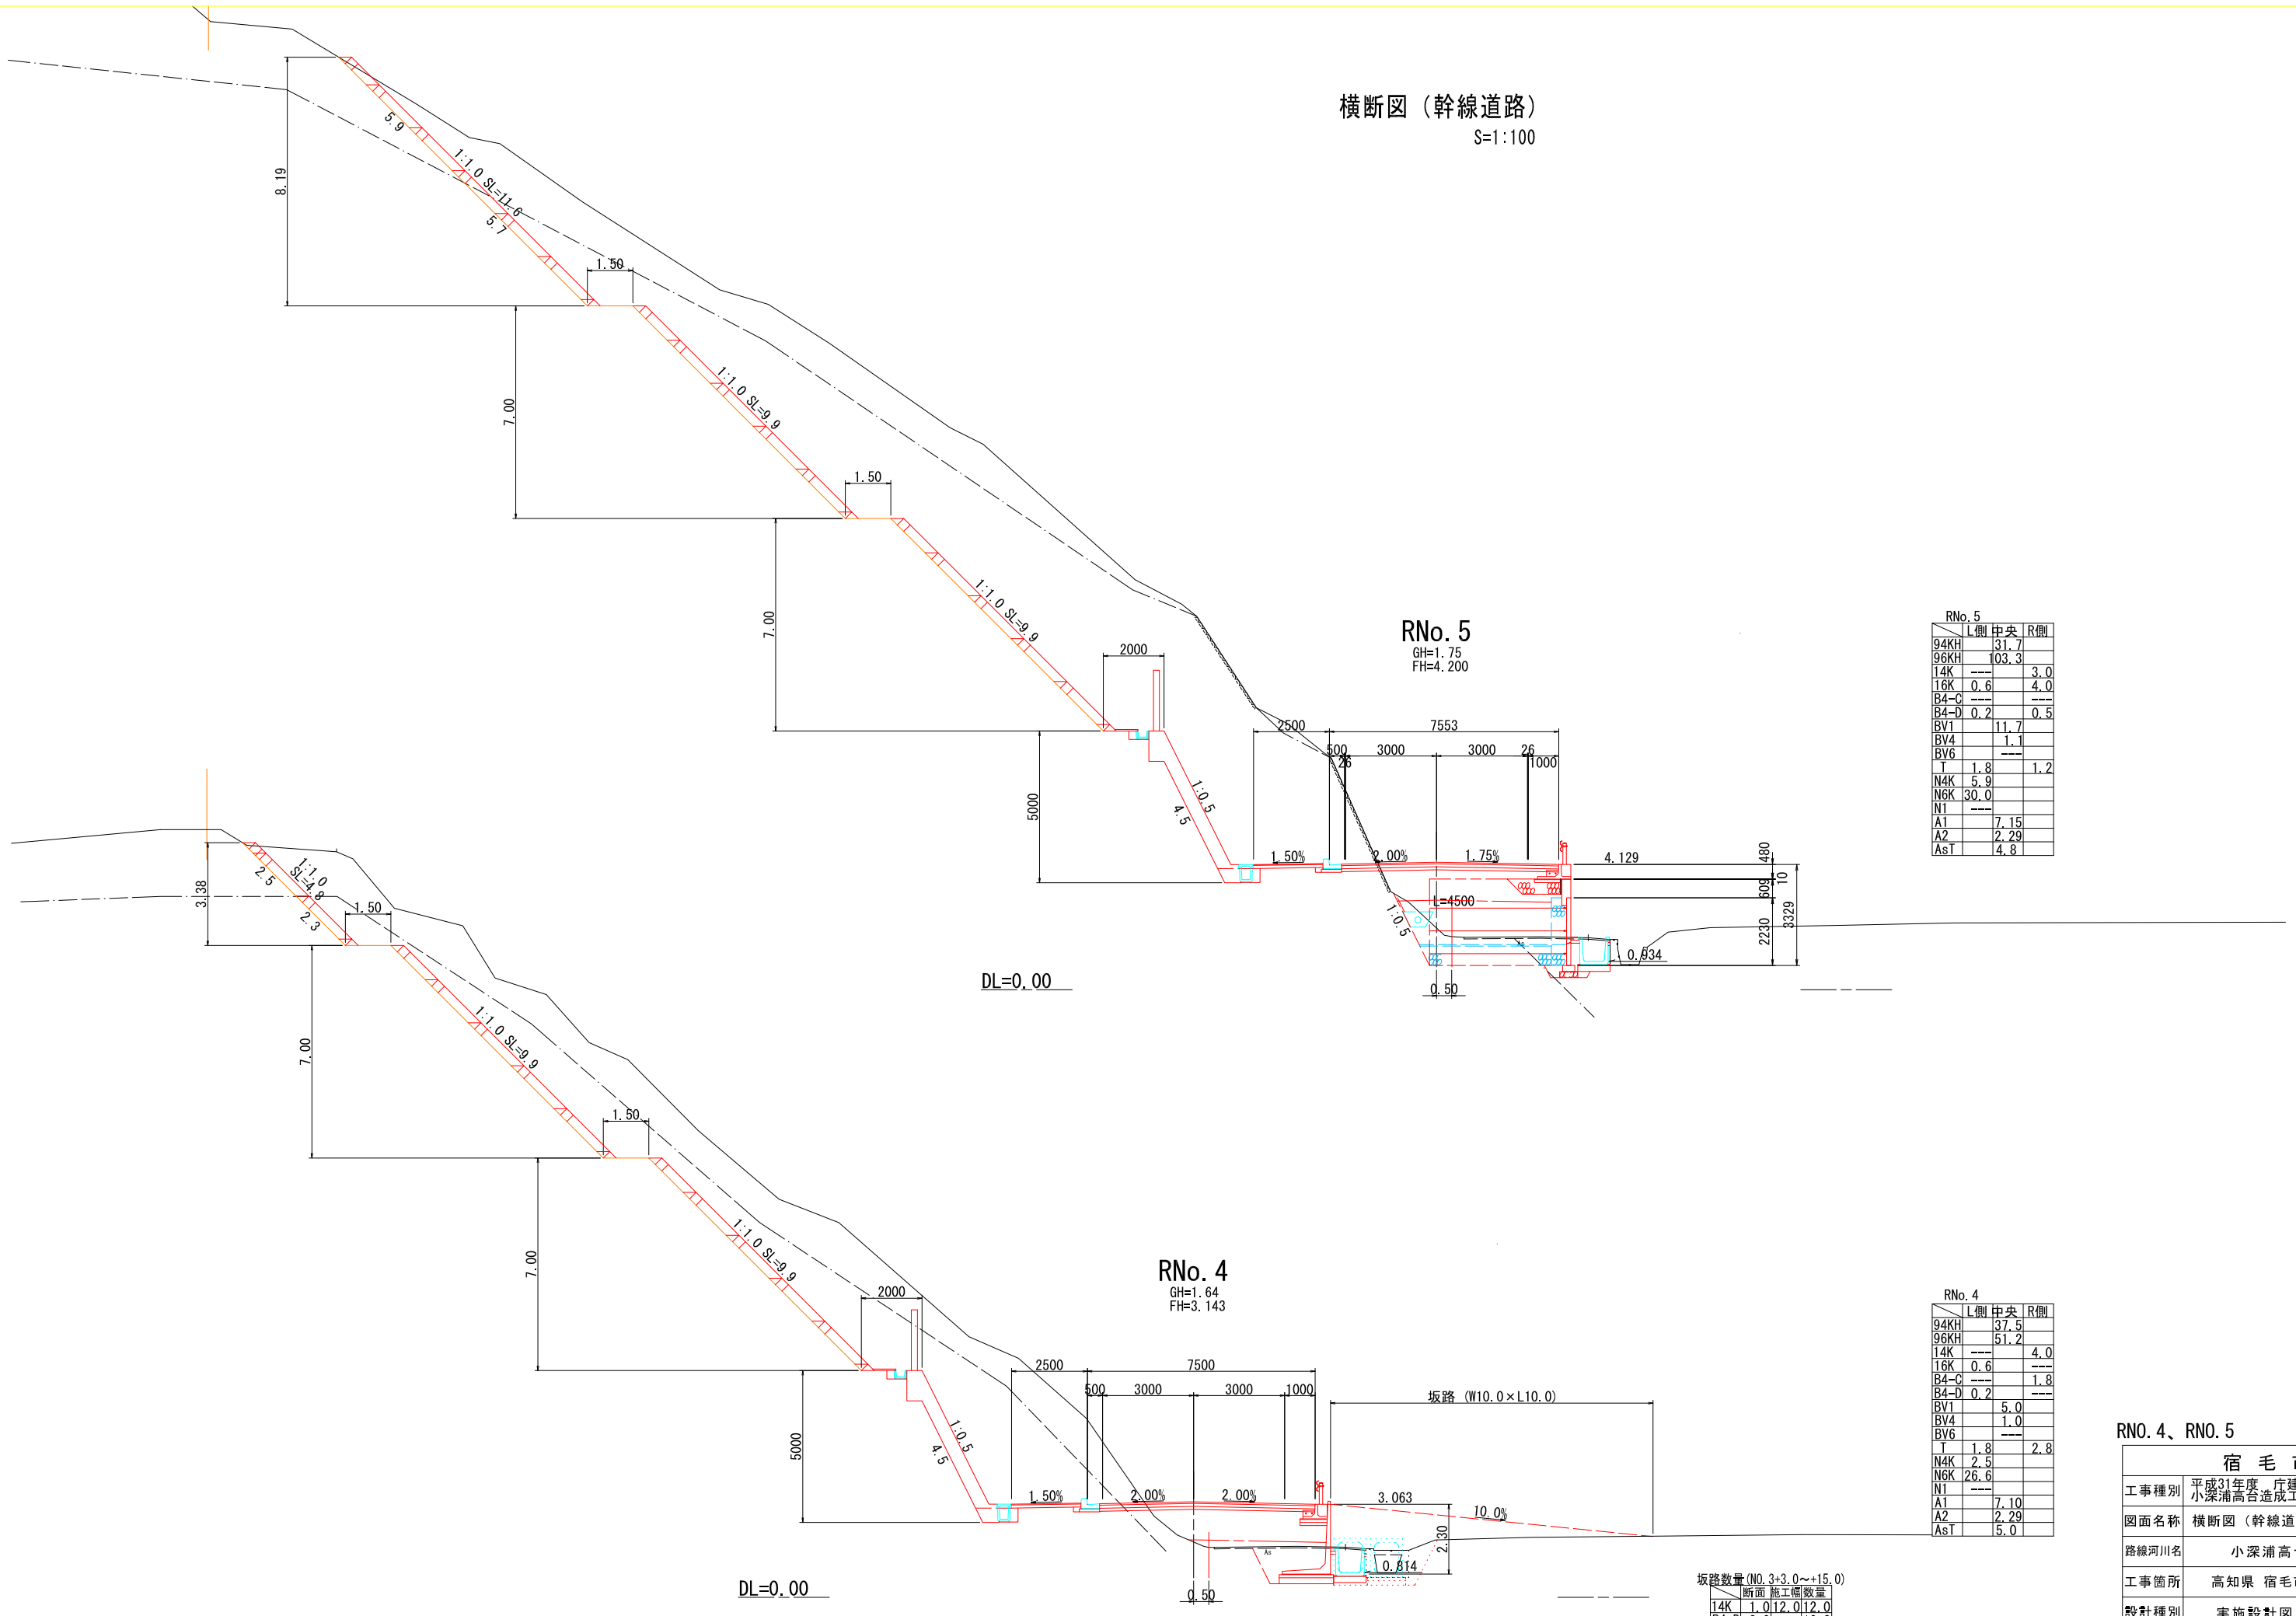 横断図（幹線道路）
S=1:100
8.19
5.9
1:1.0 SL=11.6
5.7
1.50
7.00
1:1.0 SL=9.9
1.50
7.00
1:1.0 SL=9.9
2000
5000
1:0.5
4.5
RNo.5
GH=1.75
FH=4.200
2500
7553
500
3000
3000
26
26
1000
1.50%
2.00%
1.75%
4.129
480
10
609
3329
2230
L=4500
1:0.5
0.934
0.50
DL=0.00
RNo.5
L側 中央 R側
94KH 31.7
96KH 103.3
14K --- 3.0
16K 0.6 4.0
B4-C --- ---
B4-D 0.2 0.5
BV1 11.7
BV4 1.1
BV6 ---
T 1.8 1.2
N4K 5.9
N6K 30.0
N1 ---
A1 7.15
A2 2.29
AsT 4.8
3.38
2.5
1:1.0
SL=4.8
2.3
1.50
7.00
1:1.0 SL=9.9
1.50
7.00
1:1.0 SL=9.9
2000
5000
1:0.5
4.5
RNo.4
GH=1.64
FH=3.143
2500
7500
500
3000
3000
1000
坂路 (W10.0×L10.0)
1.50%
2.00%
2.00%
3.063
10.0%
2.30
As
0.814
0.50
DL=0.00
RNo.4
L側 中央 R側
94KH 37.5
96KH 51.2
14K --- 4.0
16K 0.6 ---
B4-C --- 1.8
B4-D 0.2 ---
BV1 5.0
BV4 1.0
BV6 ---
T 1.8 2.8
N4K 2.5
N6K 26.6
N1 ---
A1 7.10
A2 2.29
AsT 5.0
坂路数量(NO.3+3.0～+15.0)
断面 施工幅 数量
14K 1.0 12.0 12.0
RNO.4、RNO.5
宿毛
工事種別 平成31年度 庁
小深浦高台造成
図面名称 横断図（幹線道
路線河川名 小深浦高
工事箇所 高知県 宿毛
設計種別 実施設計図